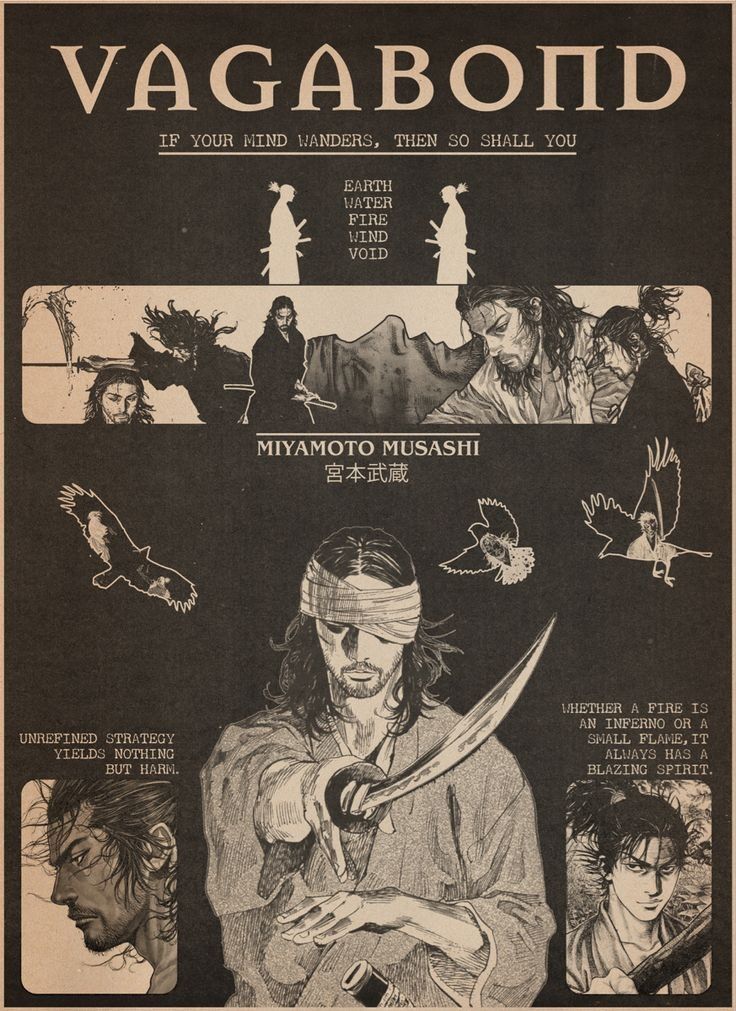 VAGABOND
IF YOUR MIND WANDERS, THEN SO SHALL YOU
EARTH
WATER
FIRE
WIND
VOID
MIYAMOTO MUSASHI
宮本武蔵
UNREFINED STRATEGY
YIELDS NOTHING
BUT HARM.
WHETHER A FIRE IS
AN INFERNO OR A
SMALL FLAME, IT
ALWAYS HAS A
BLAZING SPIRIT.